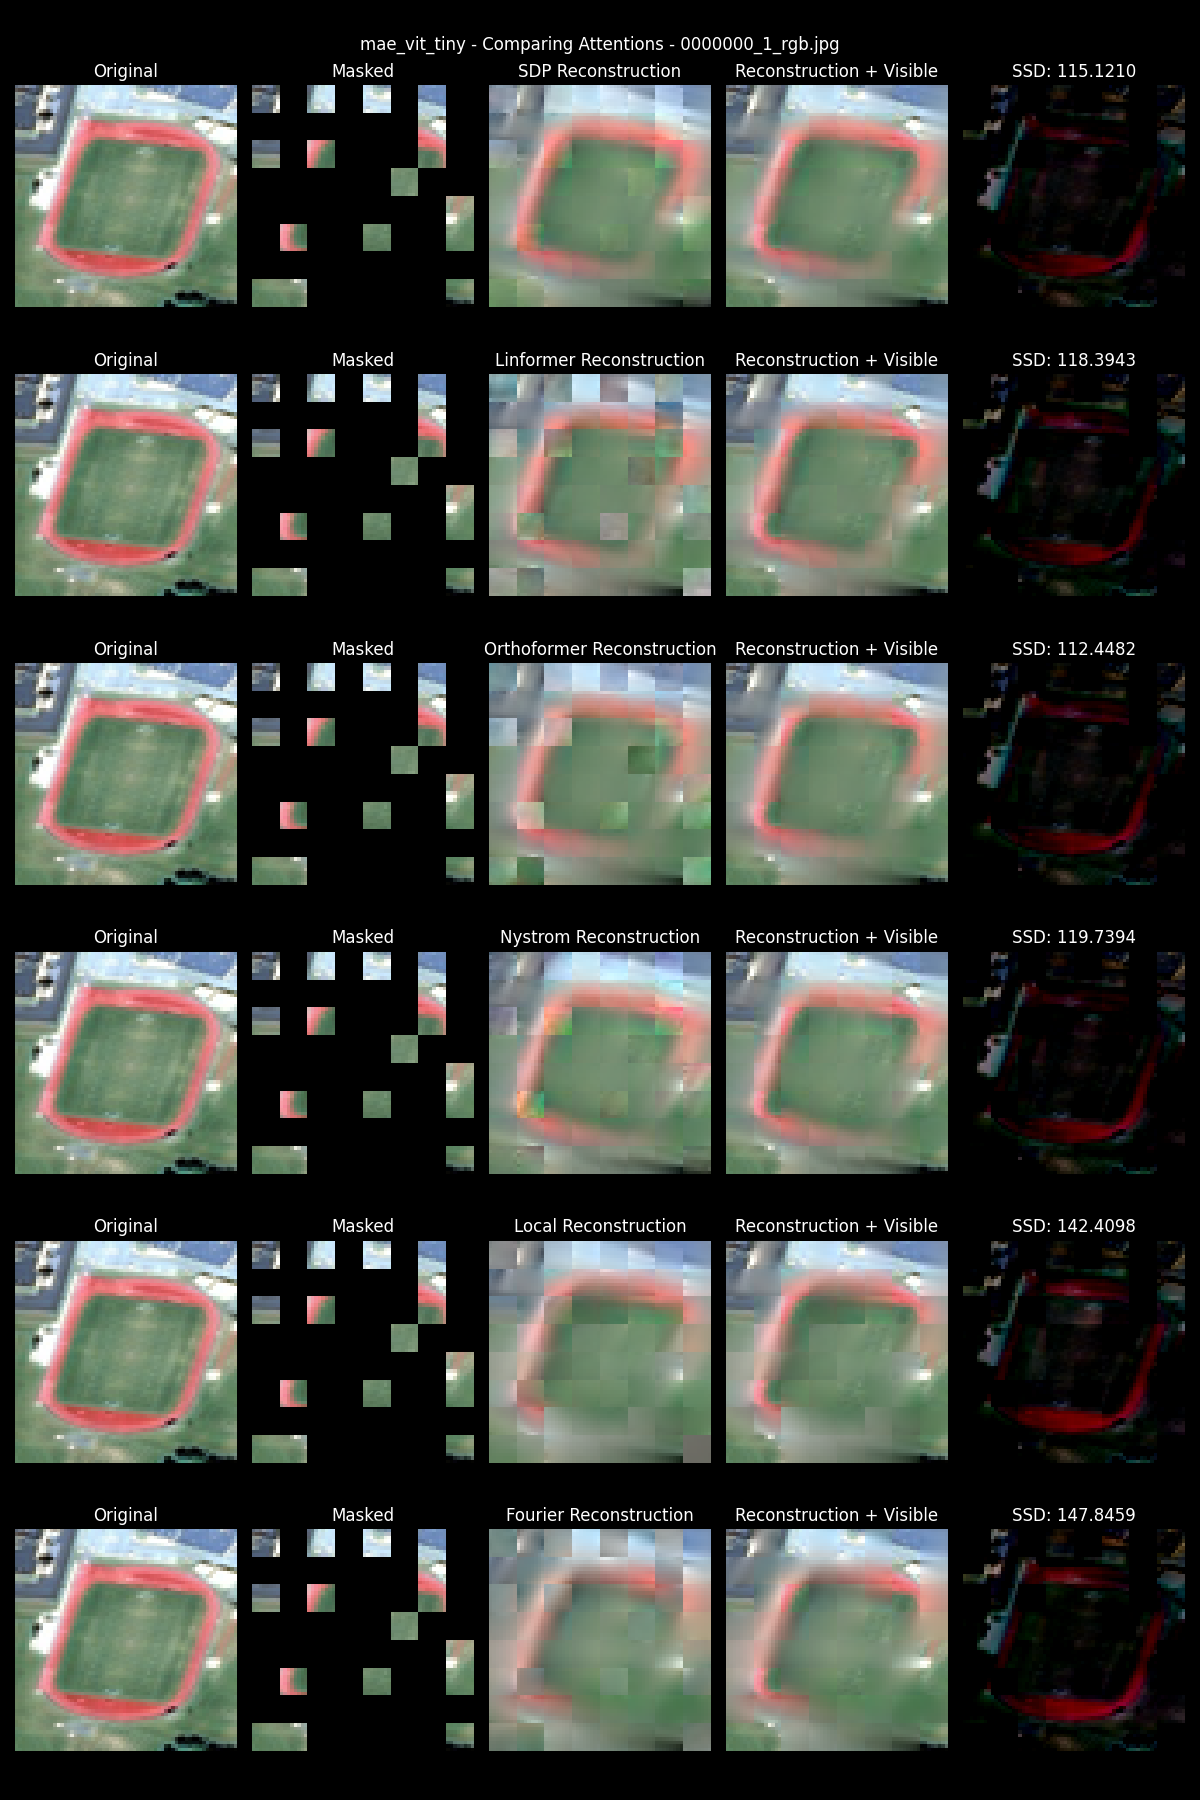 mae_vit_tiny - Comparing Attentions - 0000000_1_rgb.jpg
Original Masked SDP Reconstruction Reconstruction + Visible SSD: 115.1210
Original Masked Linformer Reconstruction Reconstruction + Visible SSD: 118.3943
Original Masked Orthoformer Reconstruction Reconstruction + Visible SSD: 112.4482
Original Masked Nystrom Reconstruction Reconstruction + Visible SSD: 119.7394
Original Masked Local Reconstruction Reconstruction + Visible SSD: 142.4098
Original Masked Fourier Reconstruction Reconstruction + Visible SSD: 147.8459